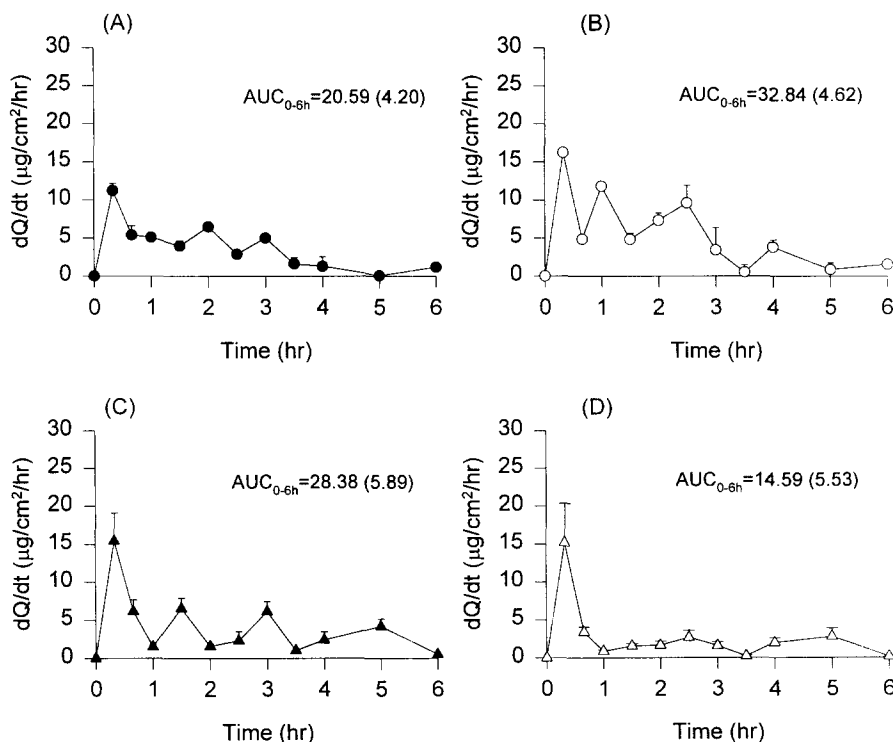 (A)
30
25
20
15
10
5
0
dQ/dt (μg/cm²/hr)
AUC₀₋₆ₕ=20.59 (4.20)
0 1 2 3 4 5 6
Time (hr)
(B)
30
25
20
15
10
5
0
dQ/dt (μg/cm²/hr)
AUC₀₋₆ₕ=32.84 (4.62)
0 1 2 3 4 5 6
Time (hr)
(C)
30
25
20
15
10
5
0
dQ/dt (μg/cm²/hr)
AUC₀₋₆ₕ=28.38 (5.89)
0 1 2 3 4 5 6
Time (hr)
(D)
30
25
20
15
10
5
0
dQ/dt (μg/cm²/hr)
AUC₀₋₆ₕ=14.59 (5.53)
0 1 2 3 4 5 6
Time (hr)